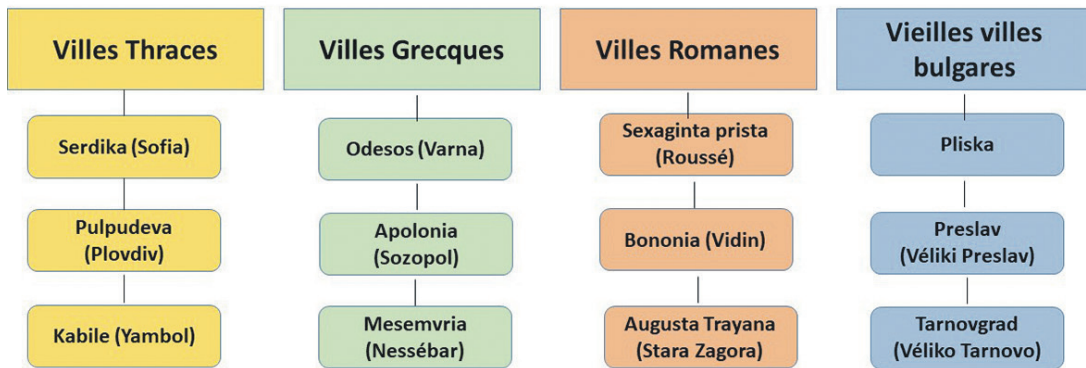 Villes Thraces
Serdika (Sofia)
Pulpudeva
(Plovdiv)
Kabile (Yambol)
Villes Grecques
Odesos (Varna)
Apolonia
(Sozopol)
Mesemvria
(Nessébar)
Villes Romanes
Sexaginta prista
(Roussé)
Bononia (Vidin)
Augusta Trayana
(Stara Zagora)
Vieilles villes
bulgares
Pliska
Preslav
(Véliki Preslav)
Tarnovgrad
(Véliko Tarnovo)